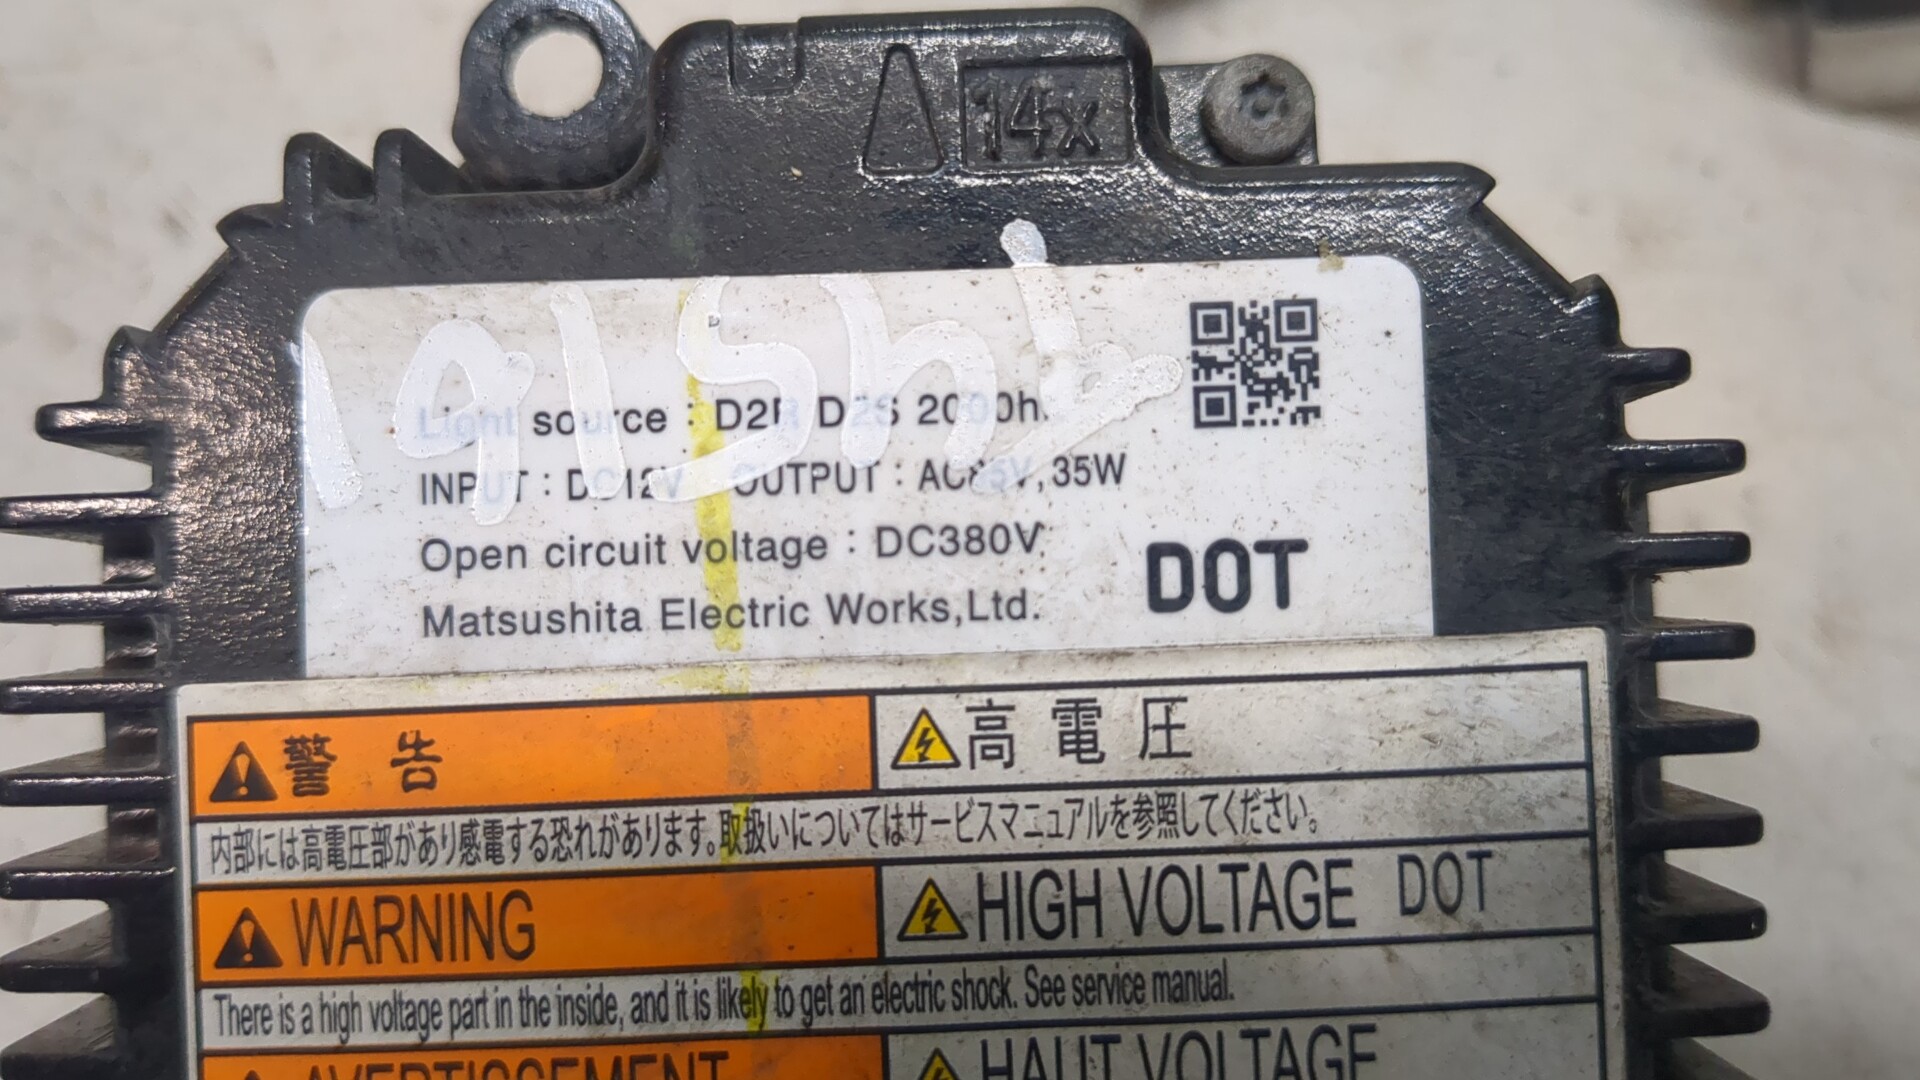 14x
Light source : D2R D2S 2000h
INPUT : DC12V OUTPUT : AC85V, 35W
Open circuit voltage : DC380V
Matsushita Electric Works,Ltd.
DOT
警告
高電圧
内部には高電圧部があり感電する恐れがあります。取扱いについてはサービスマニュアルを参照してください。
WARNING
HIGH VOLTAGE DOT
There is a high voltage part in the inside, and it is likely to get an electric shock. See service manual.
AVERTISSEMENT
HAUT VOLTAGE